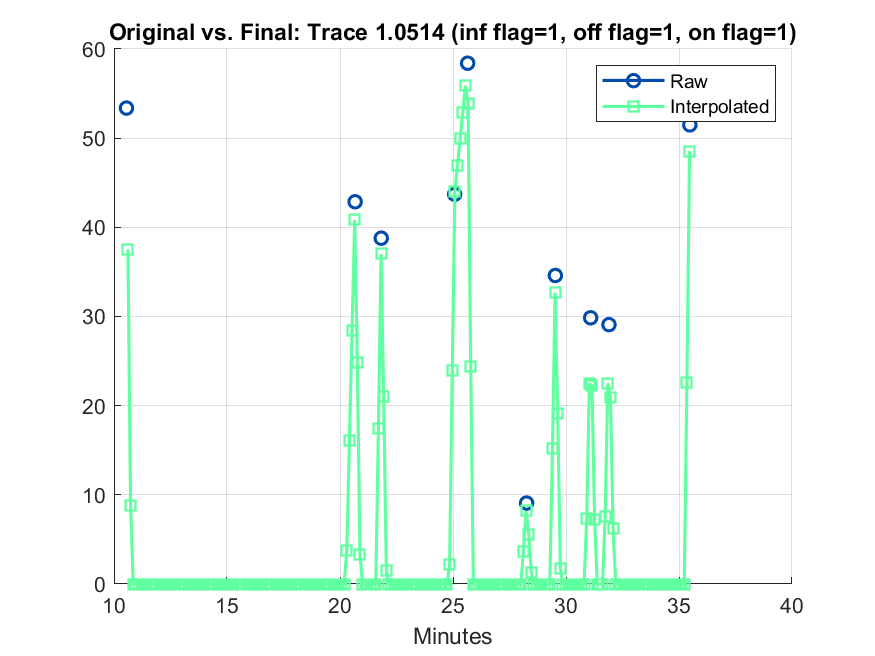 Original vs. Final: Trace 1.0514 (inf flag=1, off flag=1, on flag=1)
60
50
40
30
20
10
0
Raw
Interpolated
10 15 20 25 30 35 40
Minutes